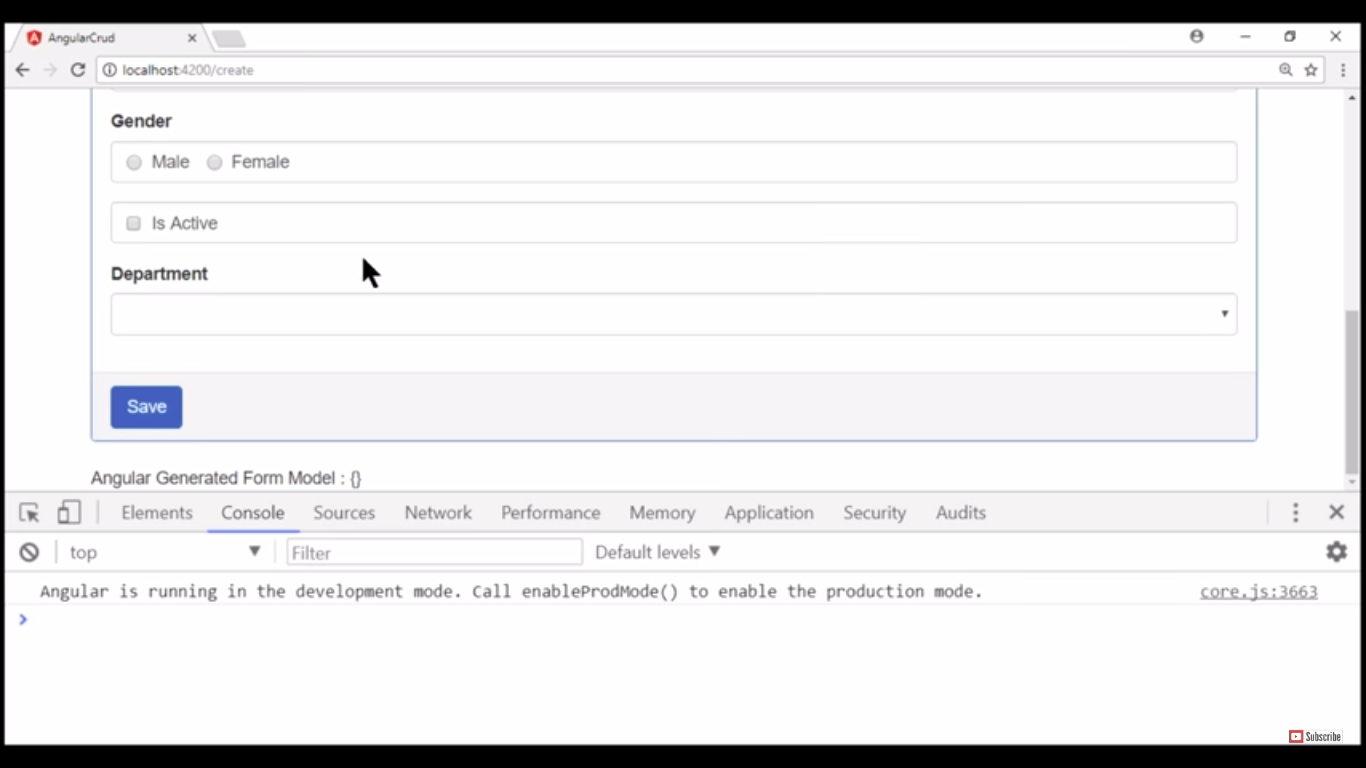 AngularCrud
localhost:4200/create
Gender
Male Female
Is Active
Department
Save
Angular Generated Form Model : {}
Elements Console Sources Network Performance Memory Application Security Audits
top Filter Default levels
Angular is running in the development mode. Call enableProdMode() to enable the production mode. core.js:3663
Subscribe